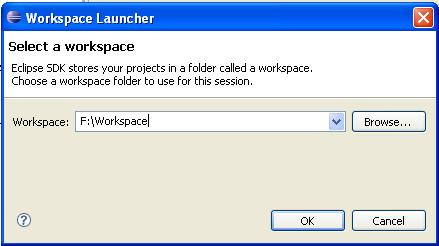 Workspace Launcher
Select a workspace
Eclipse SDK stores your projects in a folder called a workspace.
Choose a workspace folder to use for this session.
Workspace: F:\Workspace Browse...
? OK Cancel